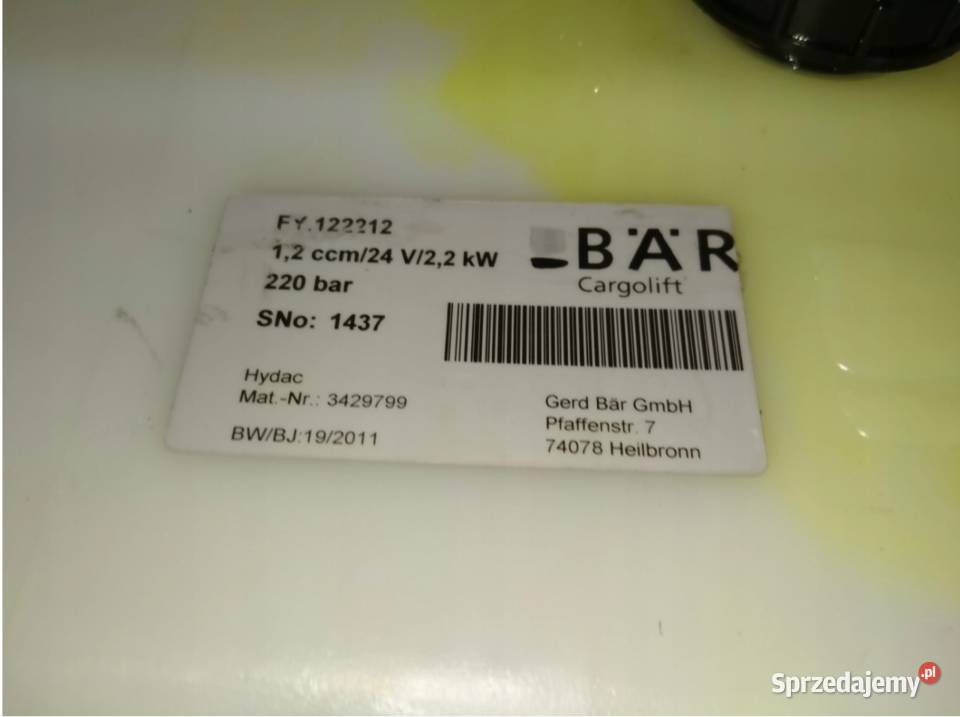 FY.122212
1,2 ccm/24 V/2,2 kW
220 bar
SNo: 1437
BÄR
Cargolift
Hydac
Mat.-Nr.: 3429799
BW/BJ:19/2011
Gerd Bär GmbH
Pfaffenstr. 7
74078 Heilbronn
Sprzedajemy.pl